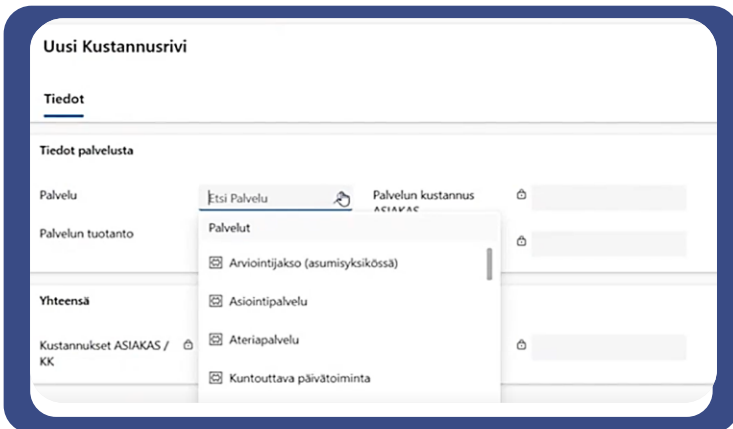 Uusi Kustannusrivi
Tiedot
Tiedot palvelusta
Palvelu
Etsi Palvelu
Palvelun kustannus
ASIAKAS
Palvelun tuotanto
Palvelut
Arviointijakso (asumisyksikössä)
Asiointipalvelu
Ateriapalvelu
Kuntouttava päivätoiminta
Yhteensä
Kustannukset ASIAKAS /
KK